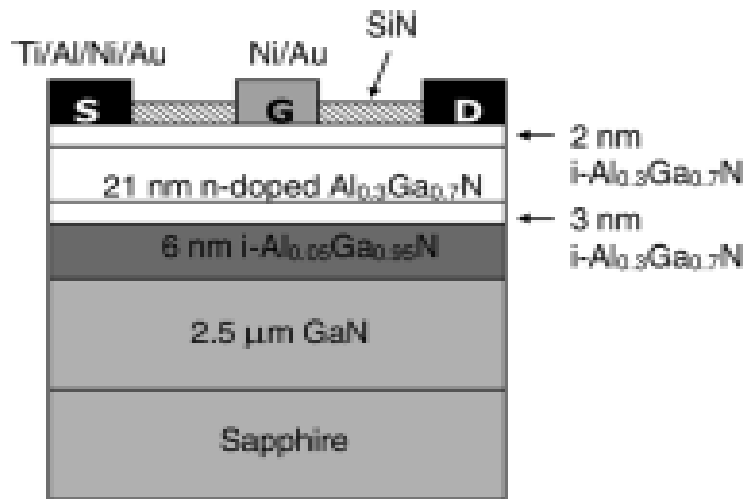 SiN
Ti/Al/Ni/Au
Ni/Au
S
G
D
2 nm
i-Al₀.₃Ga₀.₇N
21 nm n-doped Al₀.₃Ga₀.₇N
3 nm
i-Al₀.₃Ga₀.₇N
6 nm i-Al₀.₀₅Ga₀.₉₅N
2.5 μm GaN
Sapphire